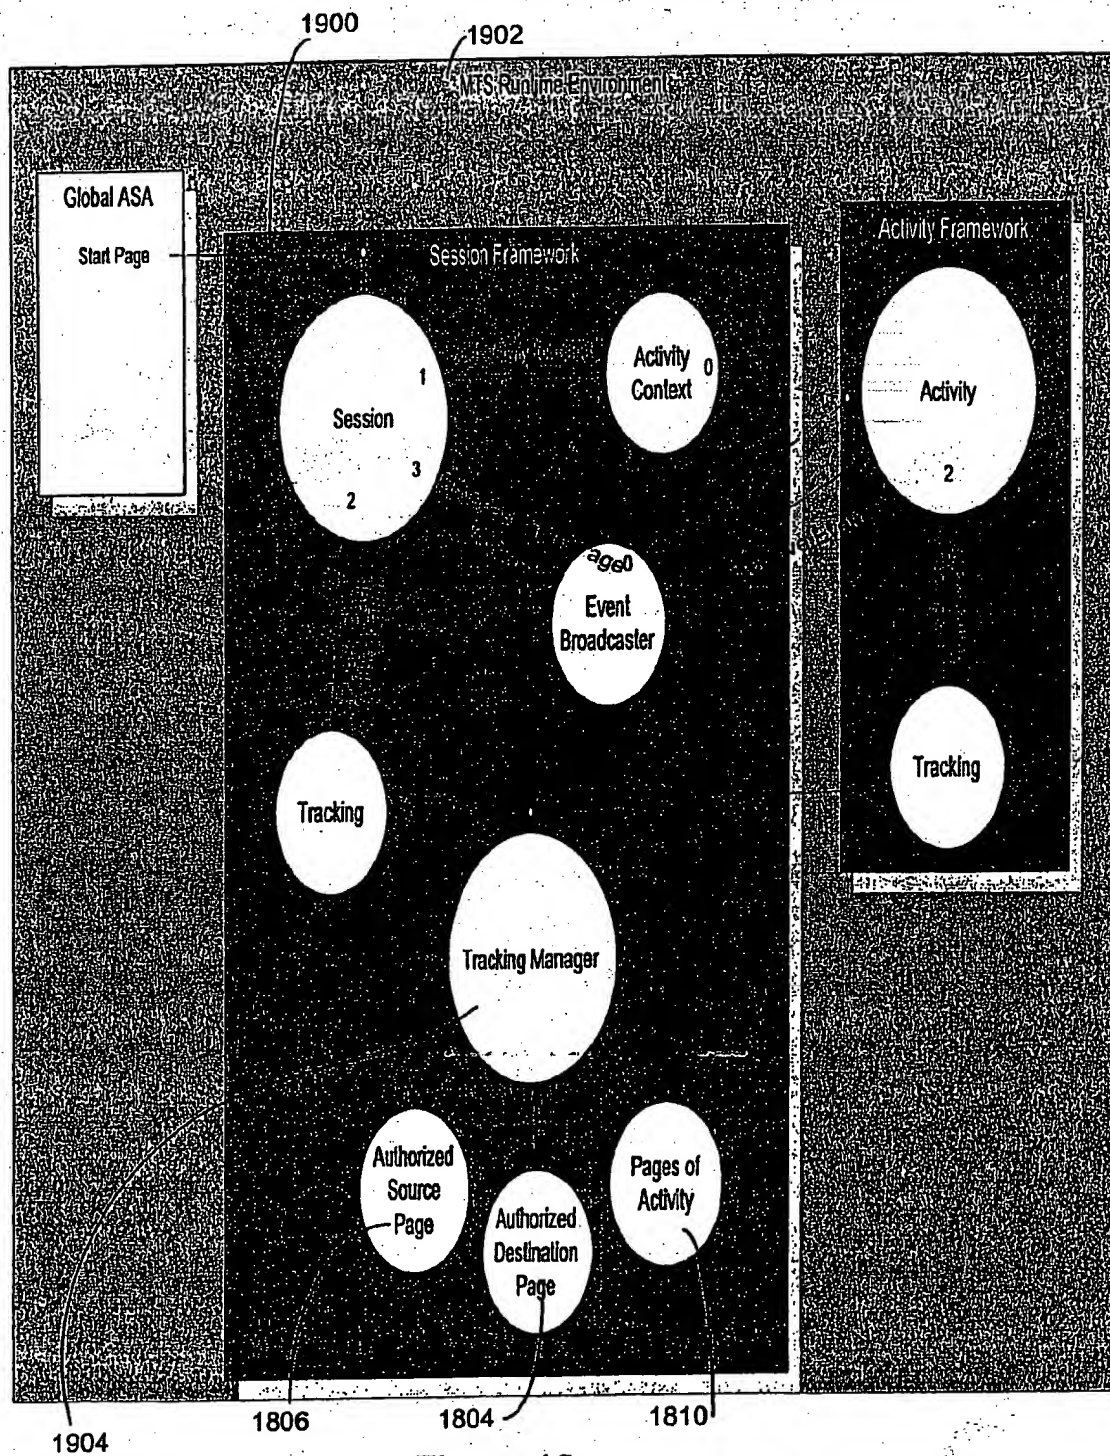 1900
1902
MTS Runtime Environment
Global ASA
Start Page
Session Framework
Activity Framework
Session
1
3
2
Activity
Context
0
Activity
2
age0
Event
Broadcaster
Tracking
Tracking
Tracking Manager
Authorized
Source
Page
Authorized
Destination
Page
Pages of
Activity
1806
1804
1810
1904